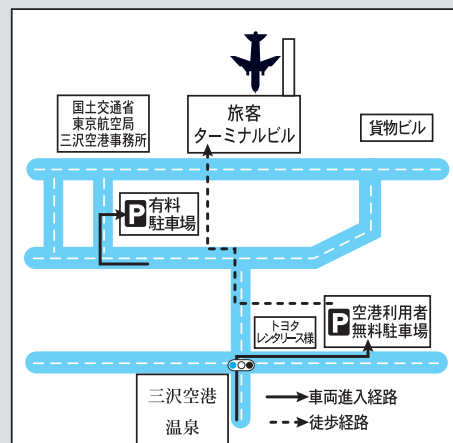 国土交通省
東京航空局
三沢空港事務所
旅客
ターミナルビル
貨物ビル
P 有料
駐車場
P 空港利用者
無料駐車場
トヨタ
レンタリース様
三沢空港
温泉
車両進入経路
徒歩経路